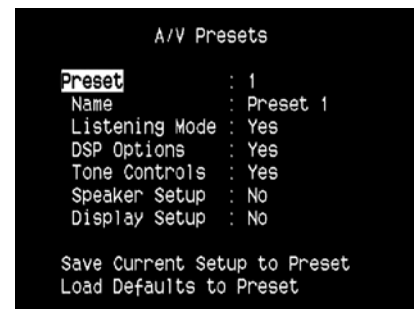 A/V Presets
Preset : 1
Name : Preset 1
Listening Mode : Yes
DSP Options : Yes
Tone Controls : Yes
Speaker Setup : No
Display Setup : No
Save Current Setup to Preset
Load Defaults to Preset